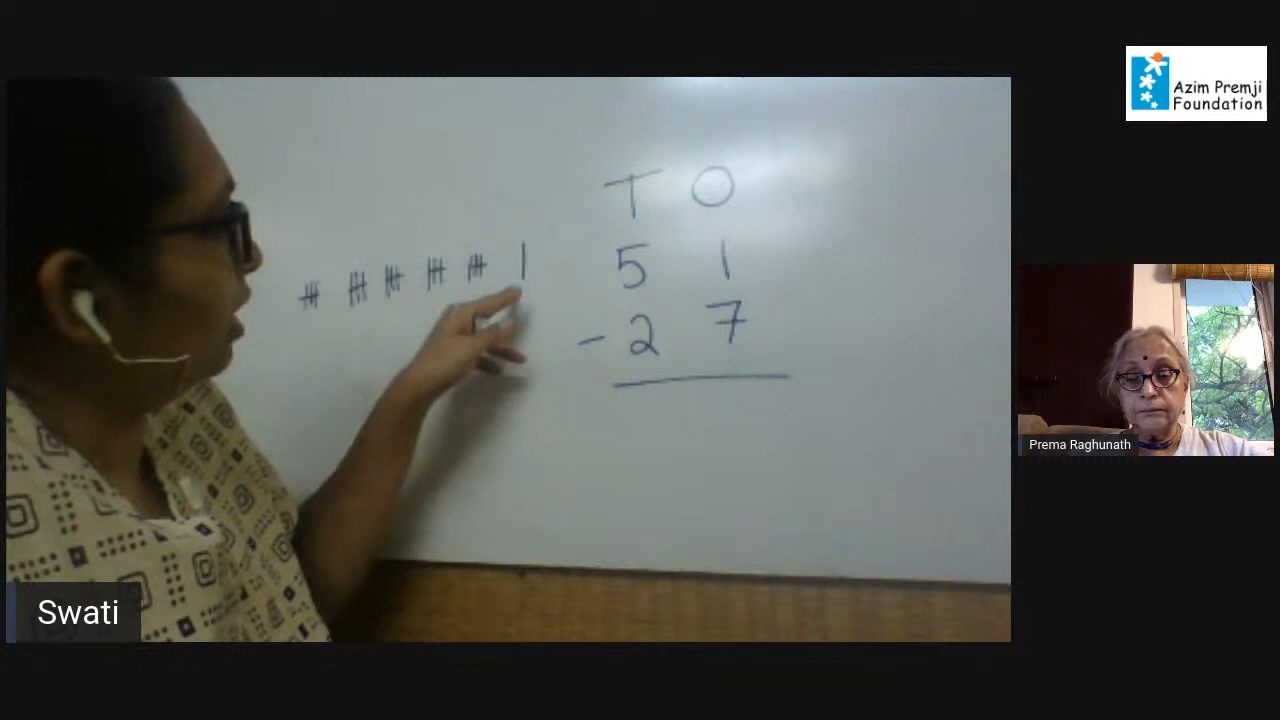 Azim Premji
Foundation
T O
5 1
- 2 7
Prema Raghunath
Swati